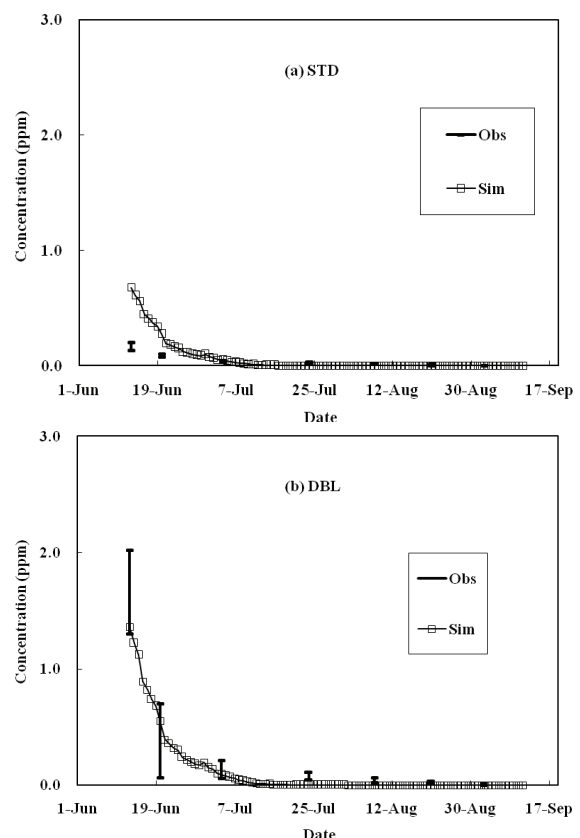 3.0
(a) STD
2.0
Obs
Sim
1.0
0.0
1-Jun 19-Jun 7-Jul 25-Jul 12-Aug 30-Aug 17-Sep
Date
Concentration (ppm)
3.0
(b) DBL
2.0
Obs
Sim
1.0
0.0
1-Jun 19-Jun 7-Jul 25-Jul 12-Aug 30-Aug 17-Sep
Date
Concentration (ppm)